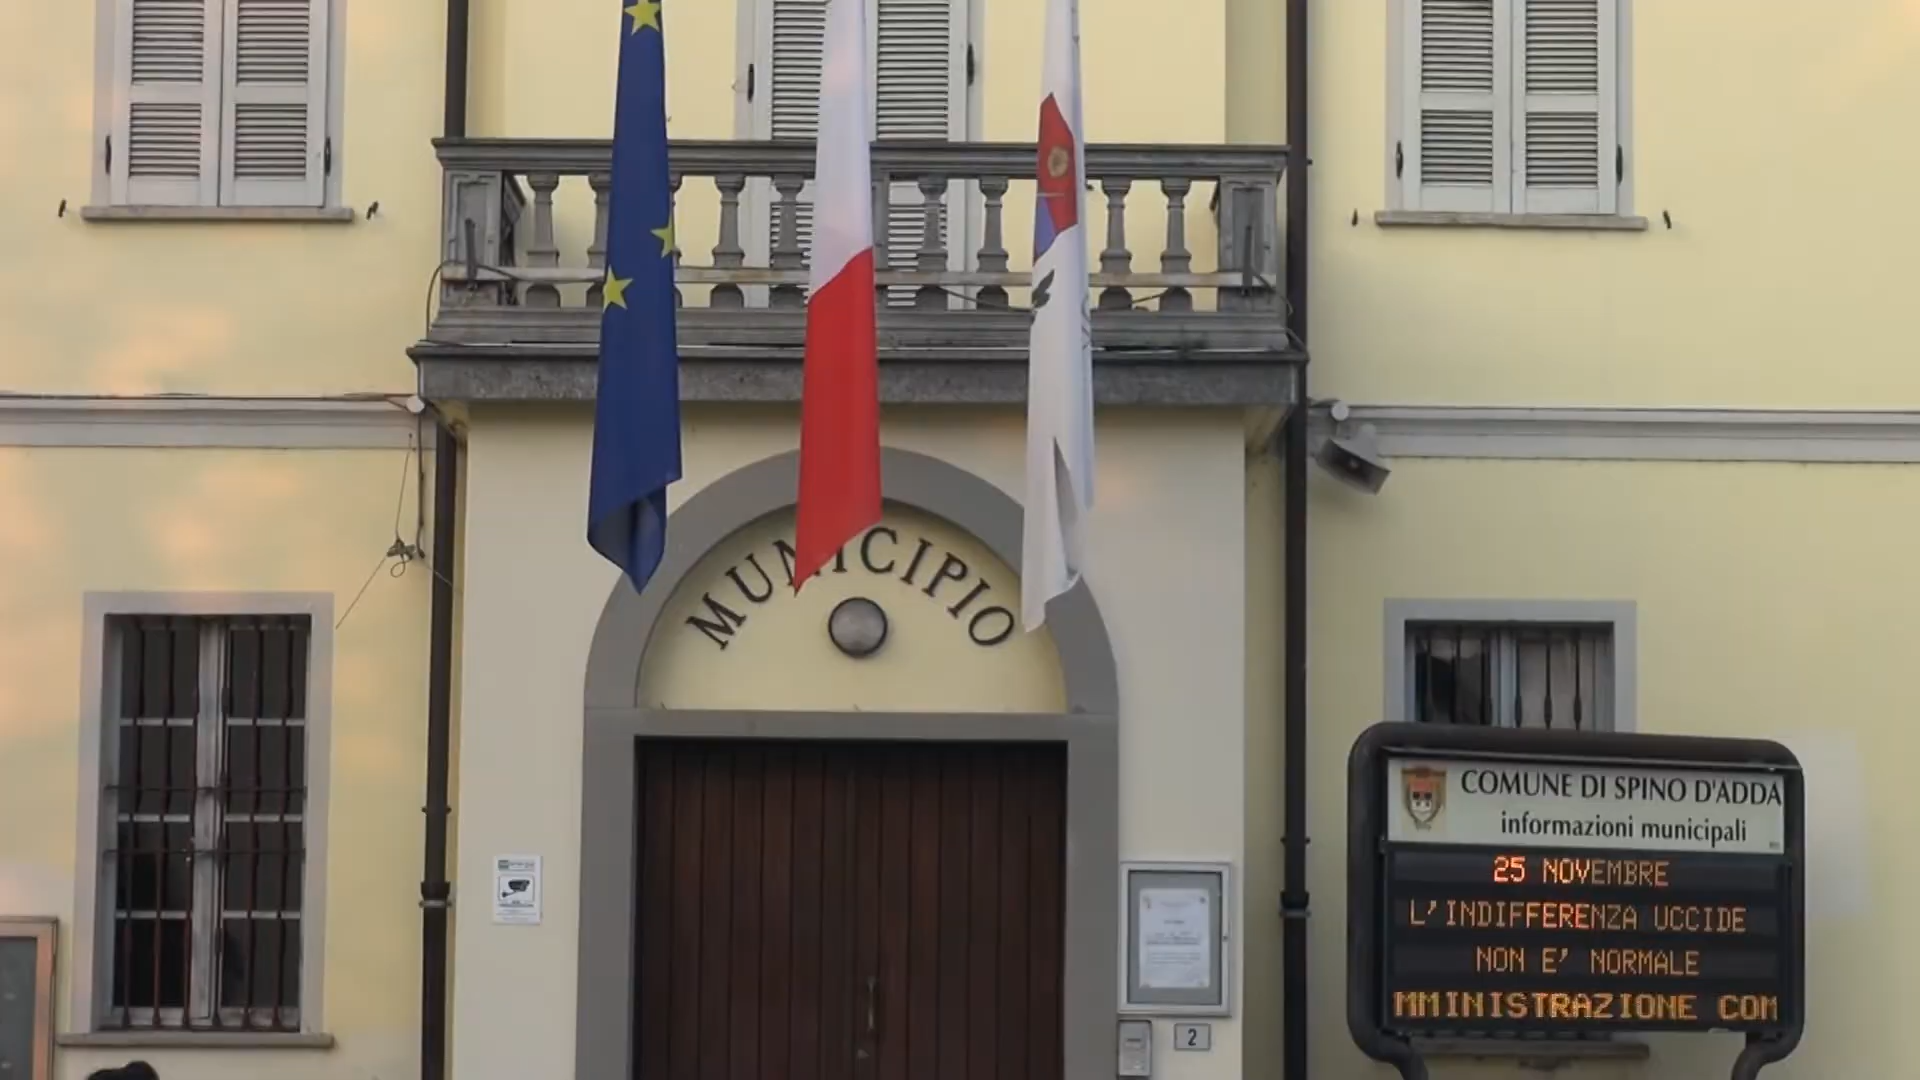 MUNICIPIO
COMUNE DI SPINO D'ADDA
informazioni municipali
25 NOVEMBRE
L'INDIFFERENZA UCCIDE
NON E' NORMALE
MMINISTRAZIONE COM
2